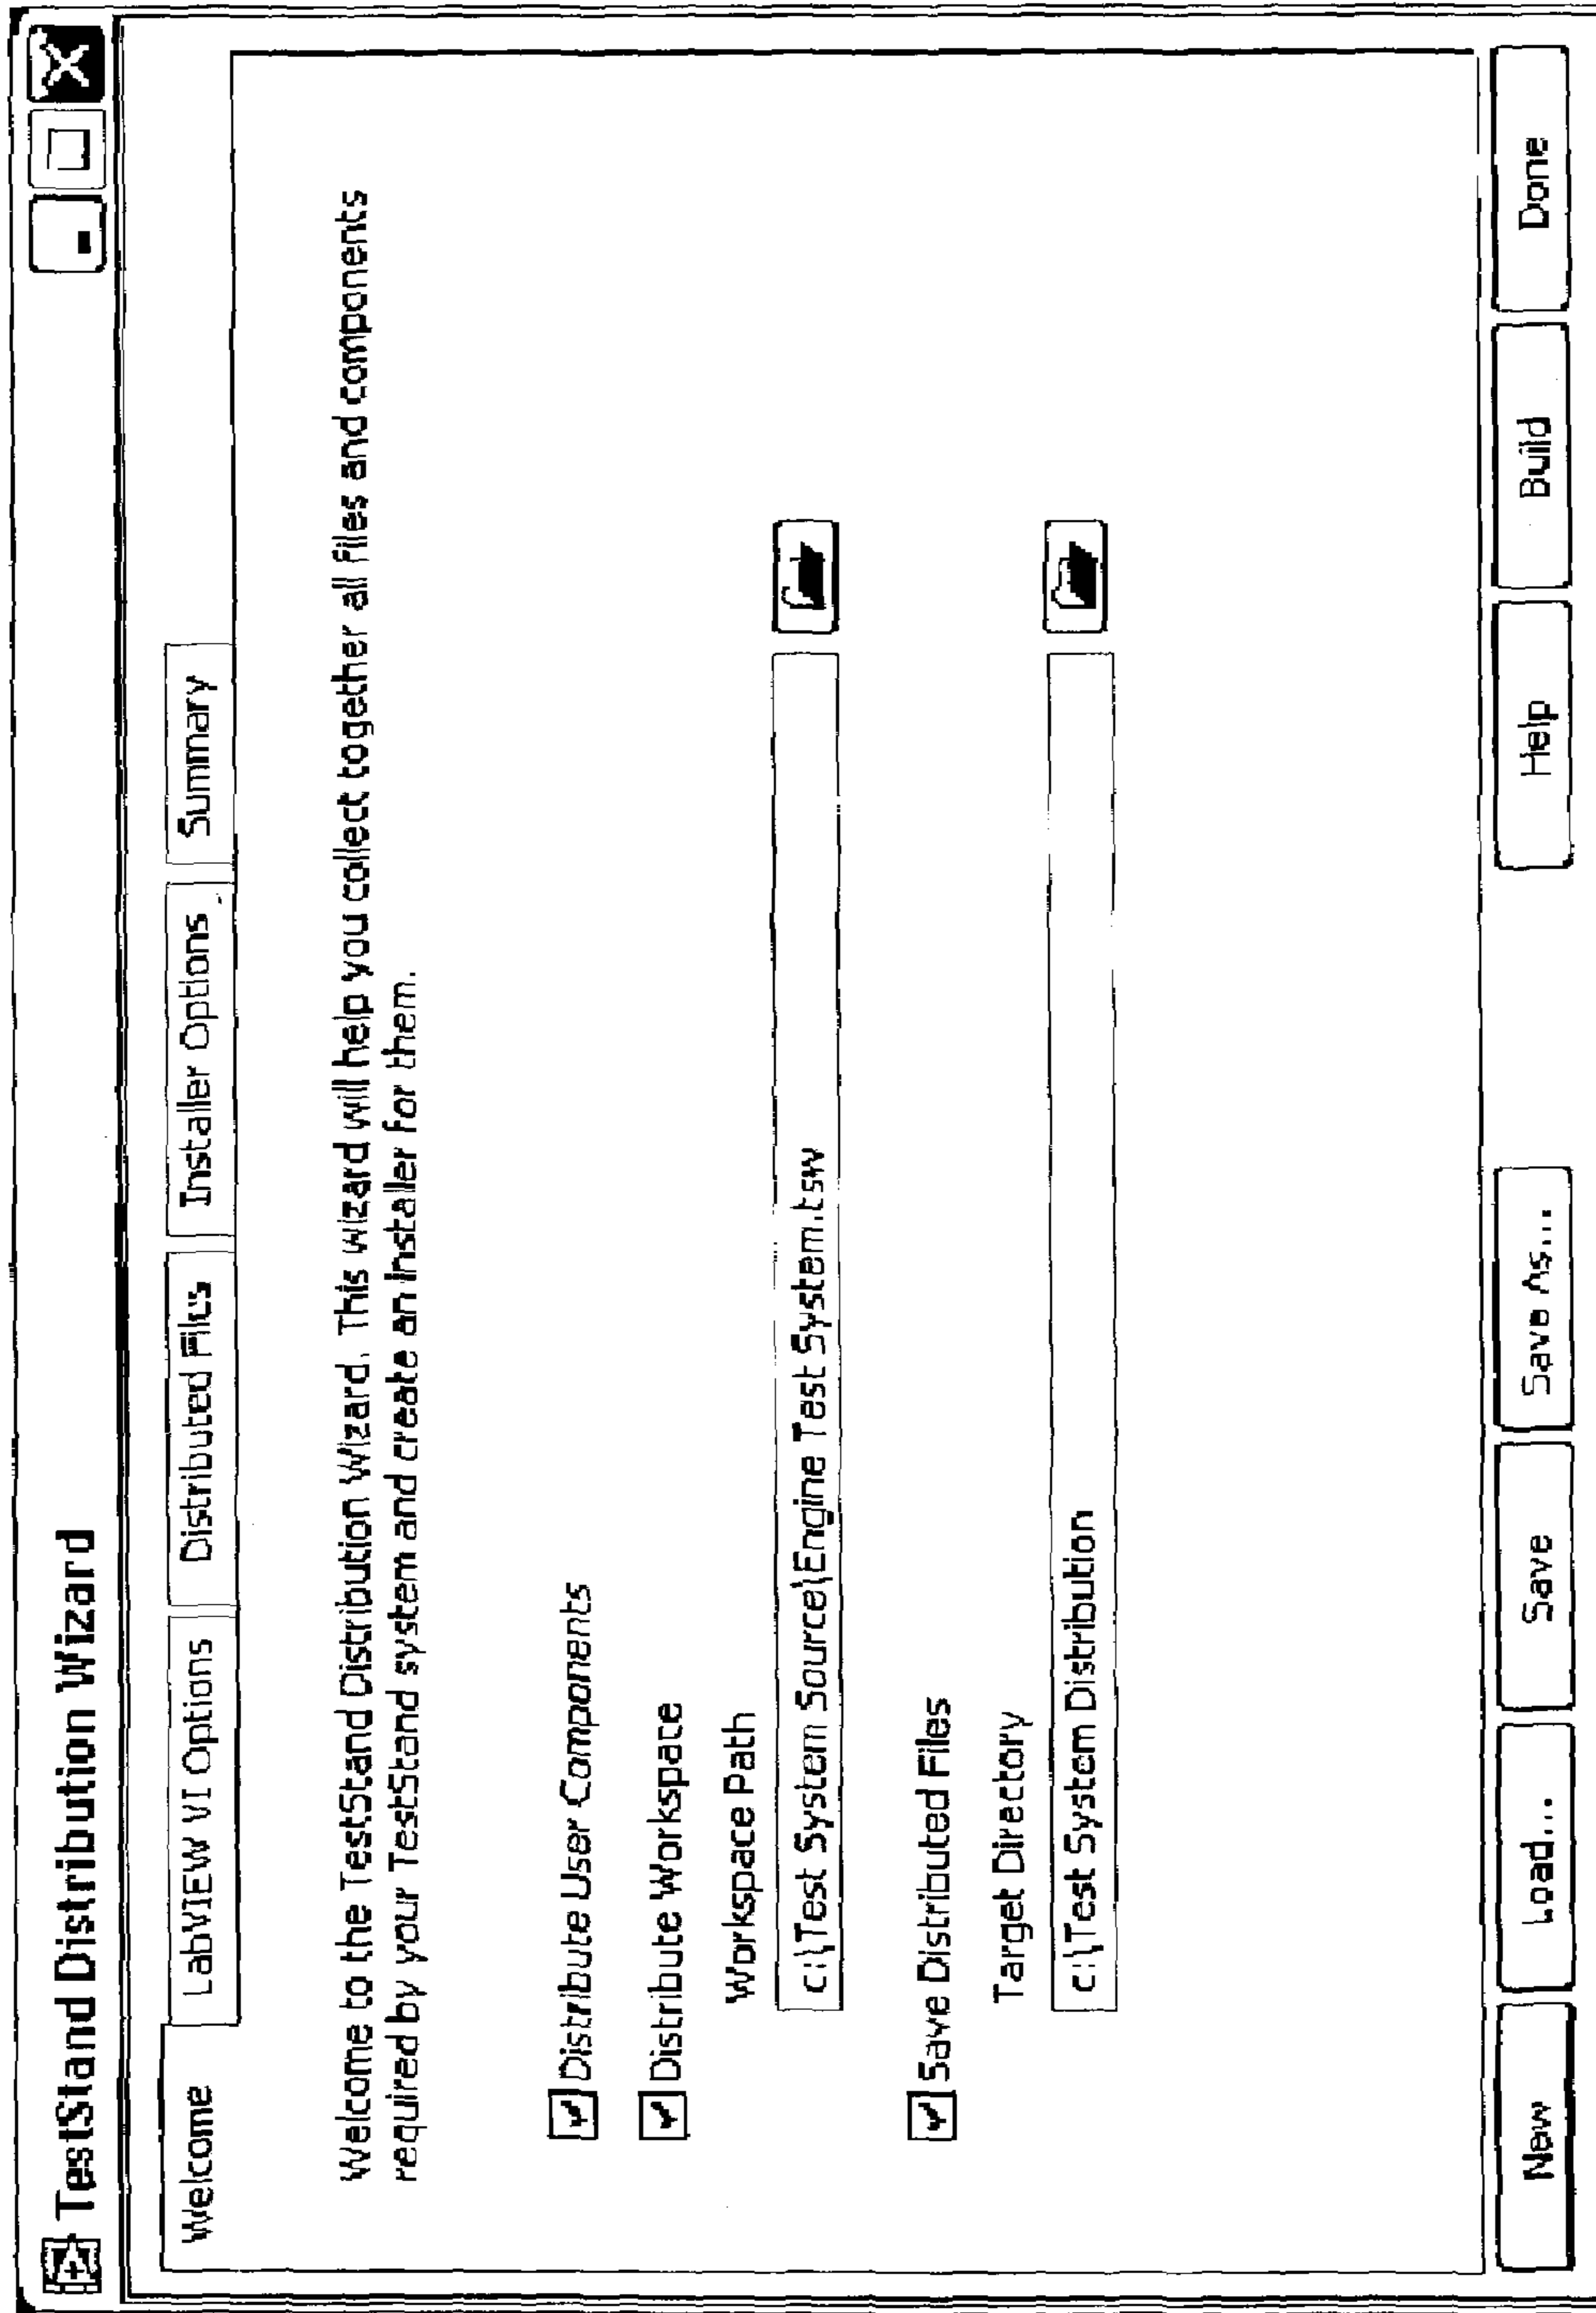 TestStand Distribution Wizard
Welcome
LabVIEW VI Options
Distributed Files
Installer Options
Summary
Welcome to the TestStand Distribution Wizard. This wizard will help you collect together all files and components
required by your TestStand system and create an installer for them.
Distribute User Components
Distribute Workspace
Workspace Path
c:\Test System Source\Engine Test System.tsw
Save Distributed Files
Target Directory
c:\Test System Distribution
New
Load...
Save
Save As...
Help
Build
Done